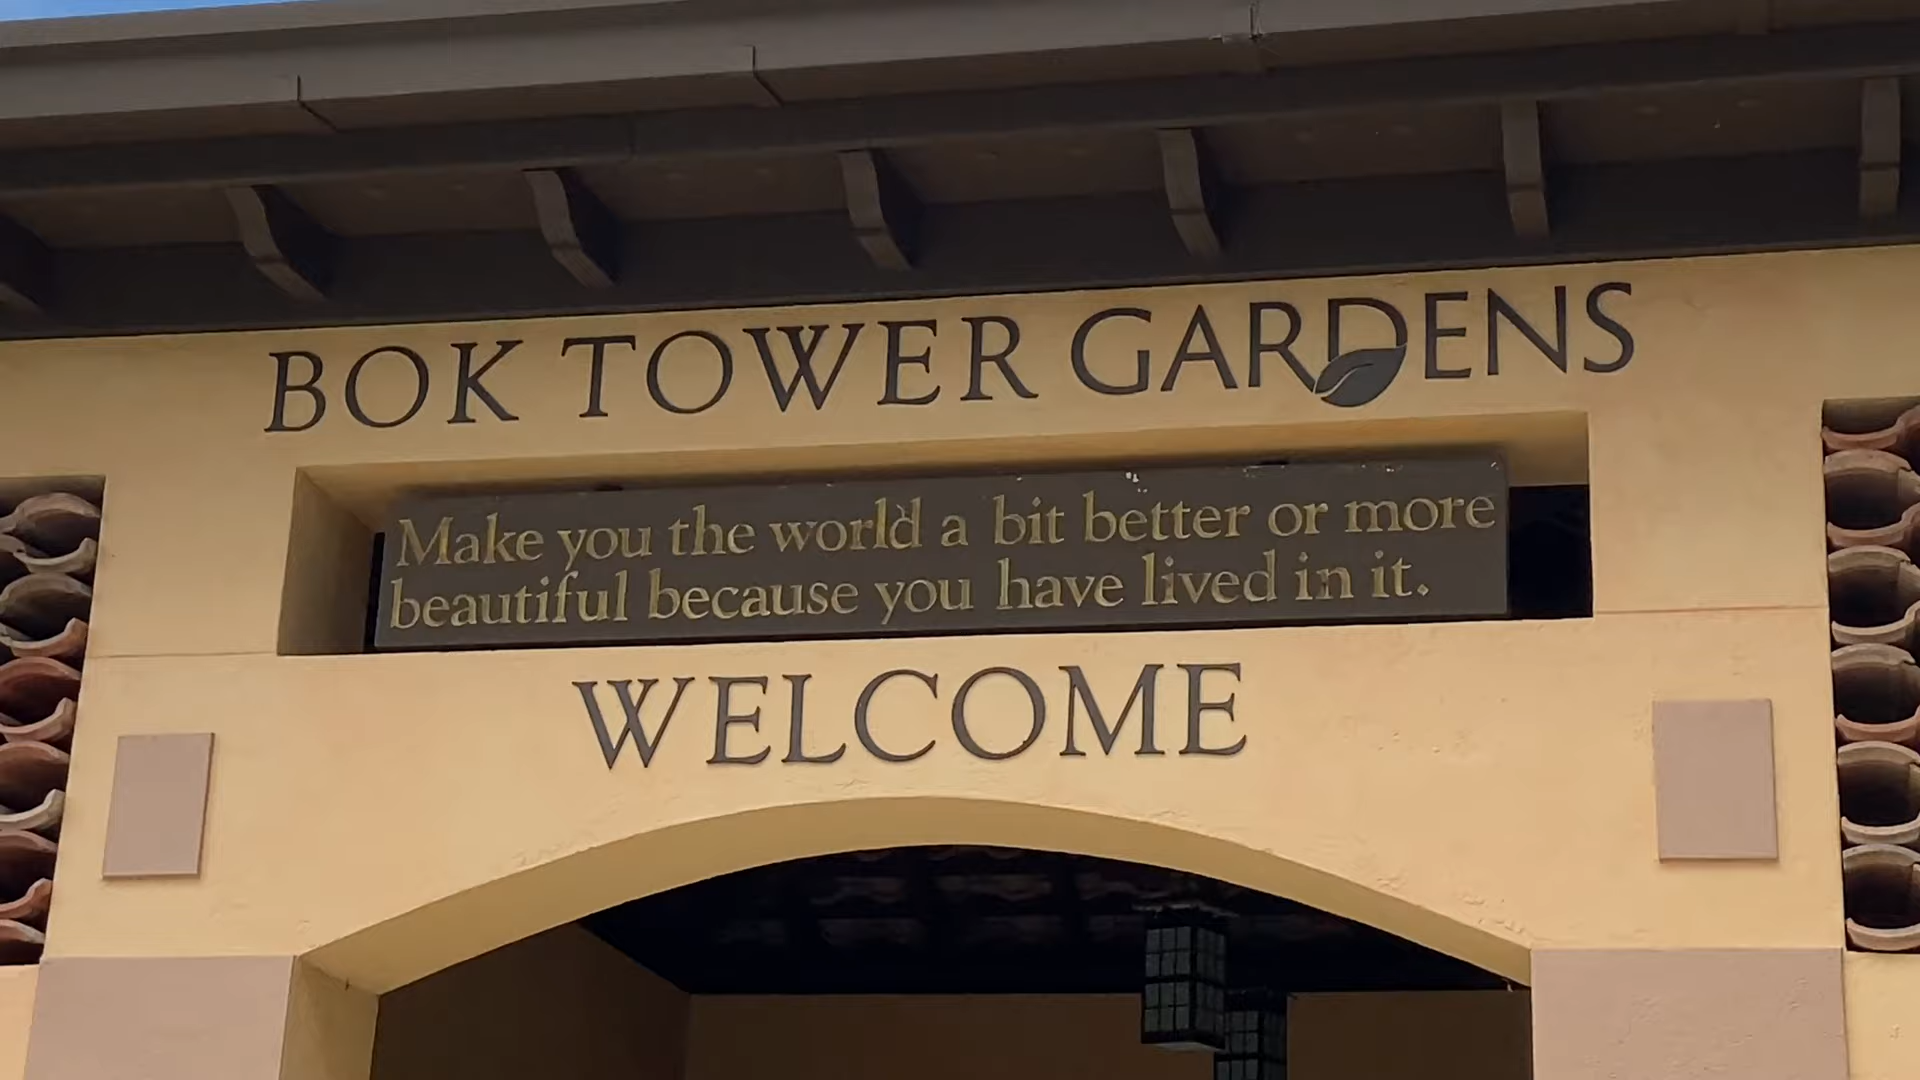 BOK TOWER GARDENS
Make you the world a bit better or more
beautiful because you have lived in it.
WELCOME